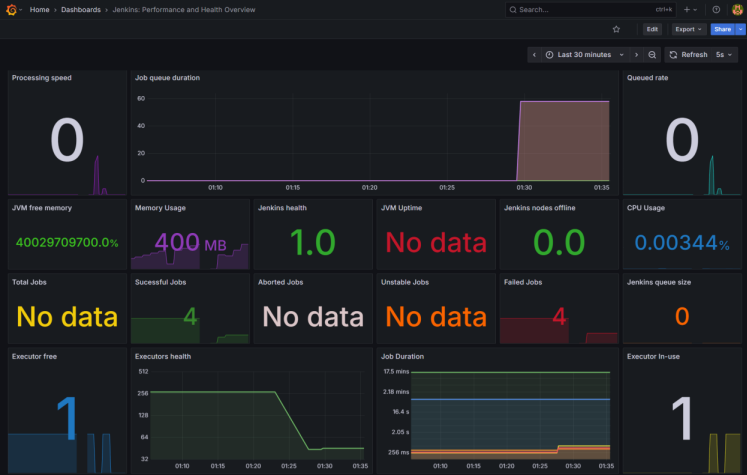 Home › Dashboards › Jenkins: Performance and Health Overview
Search...
ctrl+k
Edit
Export
Share
Last 30 minutes
Refresh
5s
Processing speed
0
Job queue duration
60
40
20
0
01:10
01:15
01:20
01:25
01:30
01:35
Queued rate
0
JVM free memory
40029709700.0%
Memory Usage
400 MB
Jenkins health
1.0
JVM Uptime
No data
Jenkins nodes offline
0.0
CPU Usage
0.00344%
Total Jobs
No data
Sucessful Jobs
4
Aborted Jobs
No data
Unstable Jobs
No data
Failed Jobs
4
Jenkins queue size
0
Executor free
1
Executors health
512
256
128
64
32
01:10
01:15
01:20
01:25
01:30
01:35
Job Duration
17.5 mins
2.18 mins
16.4 s
2.05 s
256 ms
01:10
01:15
01:20
01:25
01:30
01:35
Executor In-use
1